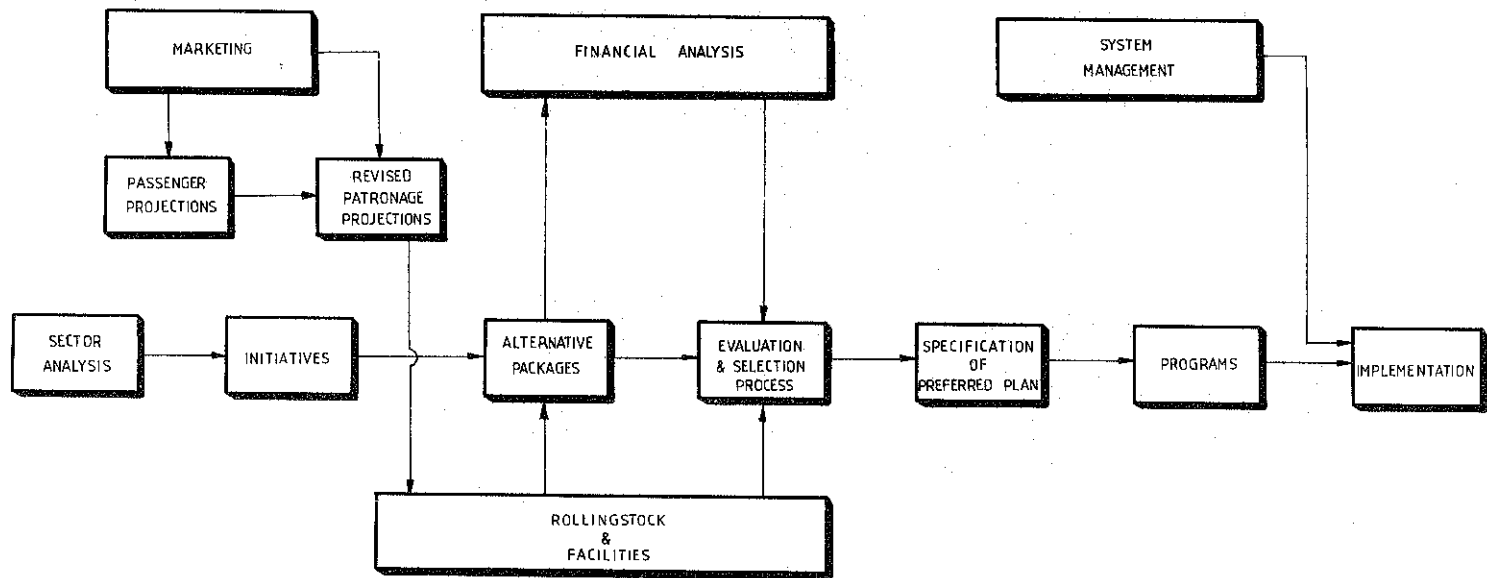 MARKETING
FINANCIAL ANALYSIS
SYSTEM
MANAGEMENT
PASSENGER
PROJECTIONS
REVISED
PATRONAGE
PROJECTIONS
SECTOR
ANALYSIS
INITIATIVES
ALTERNATIVE
PACKAGES
EVALUATION
& SELECTION
PROCESS
SPECIFICATION
OF
PREFERRED PLAN
PROGRAMS
IMPLEMENTATION
ROLLINGSTOCK
&
FACILITIES